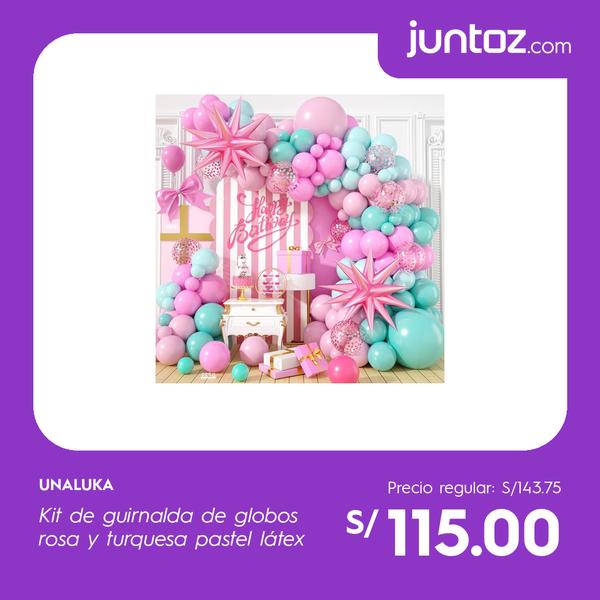 juntoz.com
Happy
Birthday
UNALUKA
Kit de guirnalda de globos
rosa y turquesa pastel látex
Precio regular: S/143.75
S/115.00